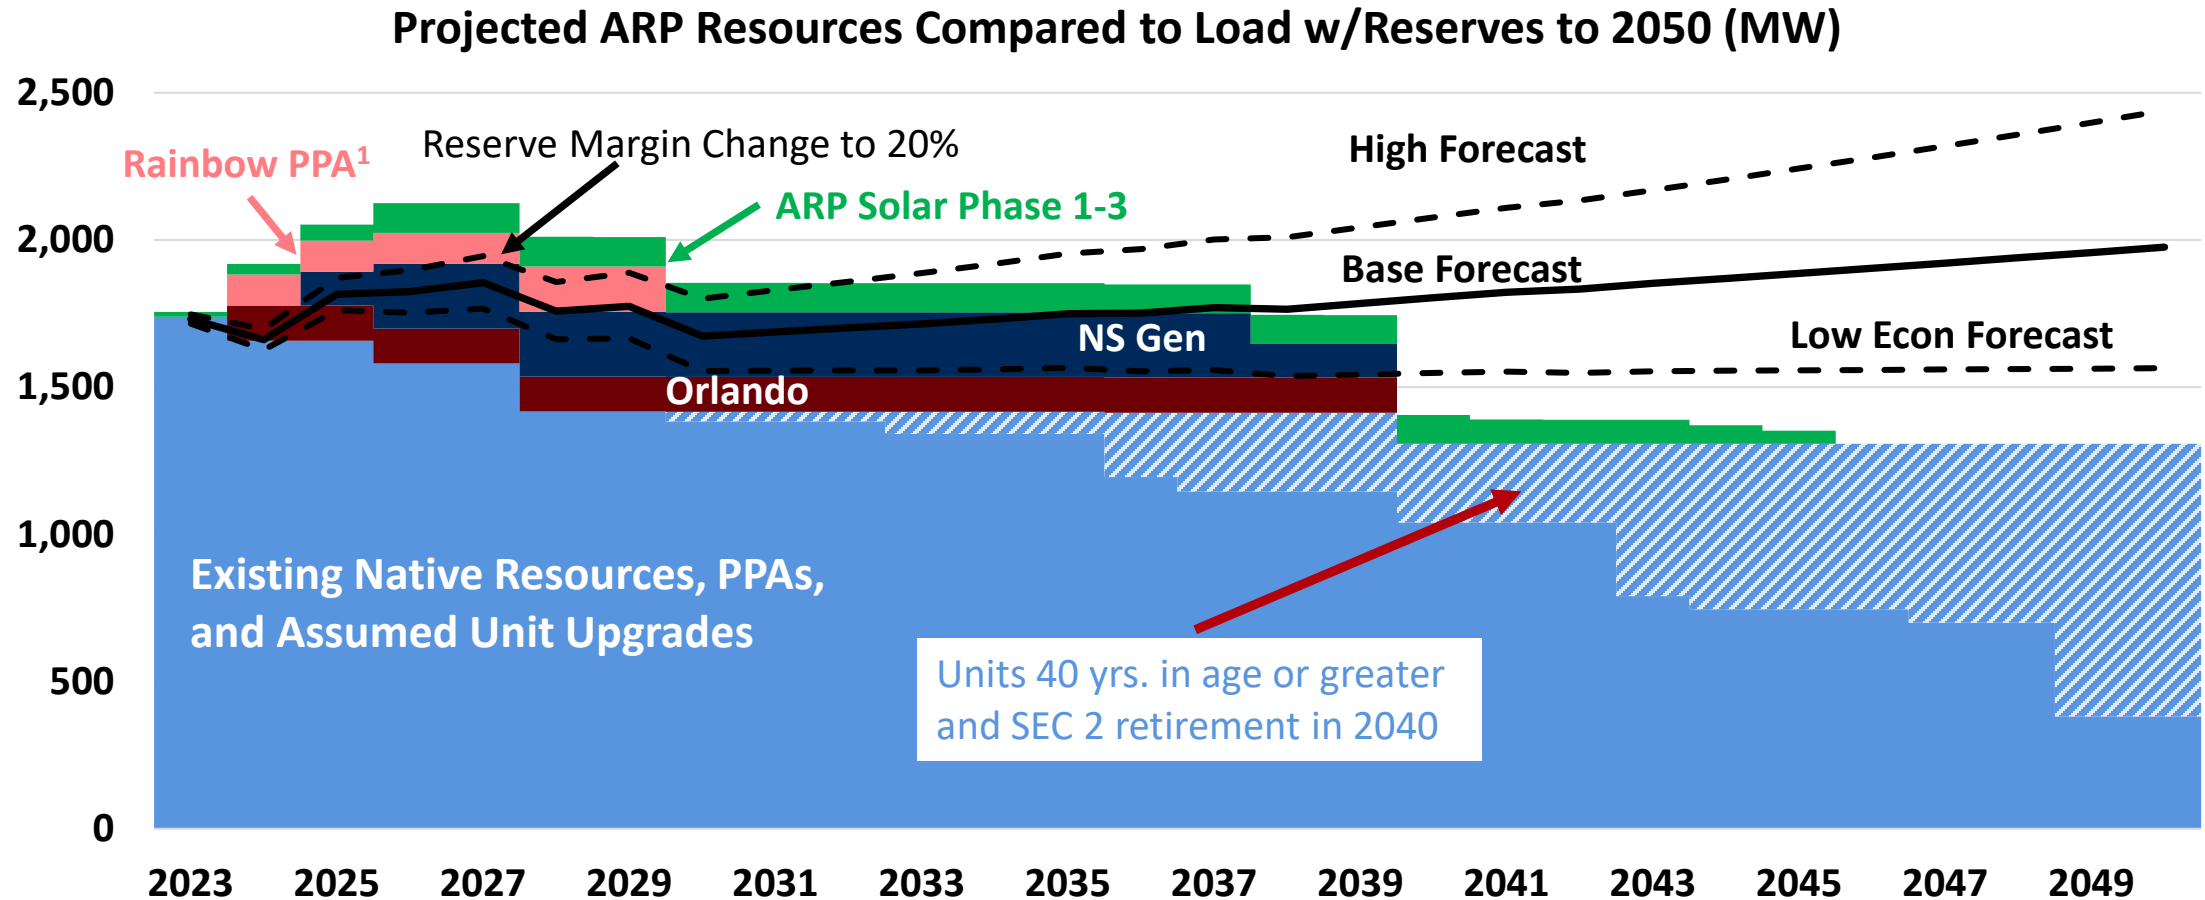 Projected ARP Resources Compared to Load w/Reserves to 2050 (MW)
2,500
2,000
1,500
1,000
500
0
Reserve Margin Change to 20%
Rainbow PPA¹
ARP Solar Phase 1-3
High Forecast
Base Forecast
Low Econ Forecast
NS Gen
Orlando
Existing Native Resources, PPAs,
and Assumed Unit Upgrades
Units 40 yrs. in age or greater
and SEC 2 retirement in 2040
2023 2025 2027 2029 2031 2033 2035 2037 2039 2041 2043 2045 2047 2049